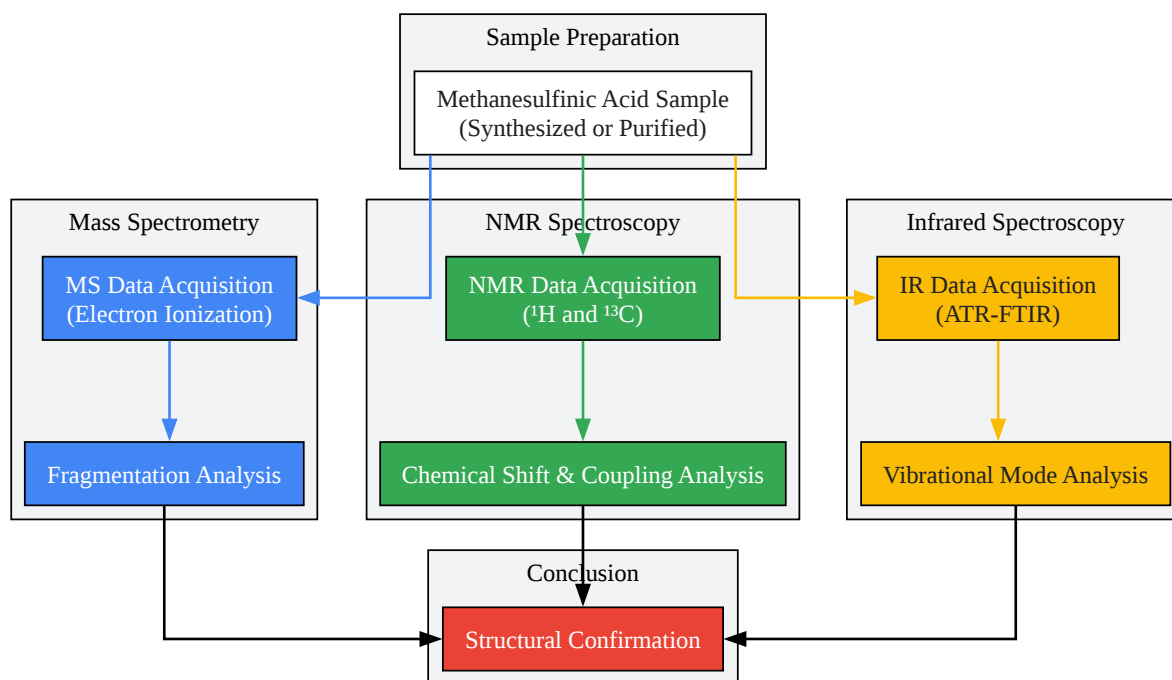 Sample Preparation
Methanesulfinic Acid Sample
(Synthesized or Purified)
Mass Spectrometry
NMR Spectroscopy
Infrared Spectroscopy
MS Data Acquisition
(Electron Ionization)
NMR Data Acquisition
(¹H and ¹³C)
IR Data Acquisition
(ATR-FTIR)
Fragmentation Analysis
Chemical Shift & Coupling Analysis
Vibrational Mode Analysis
Conclusion
Structural Confirmation